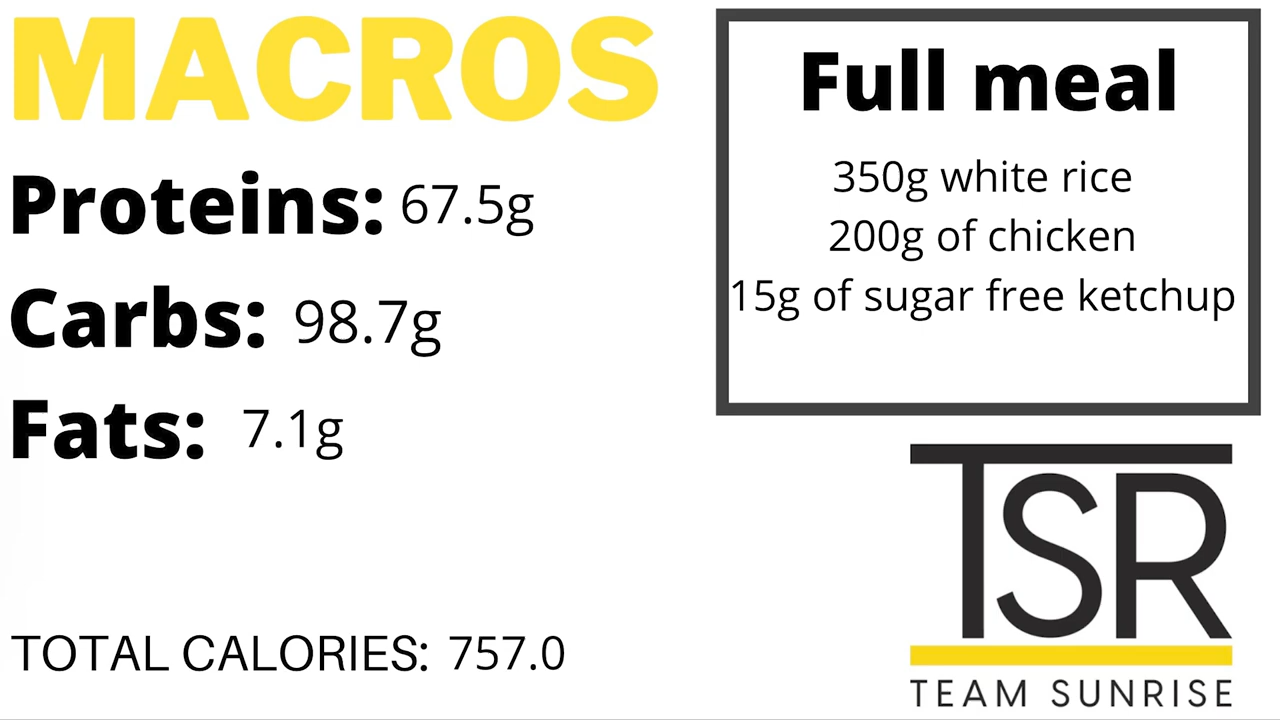 MACROS
Proteins: 67.5g
Carbs: 98.7g
Fats: 7.1g
TOTAL CALORIES: 757.0
Full meal
350g white rice
200g of chicken
15g of sugar free ketchup
TSR
TEAM SUNRISE